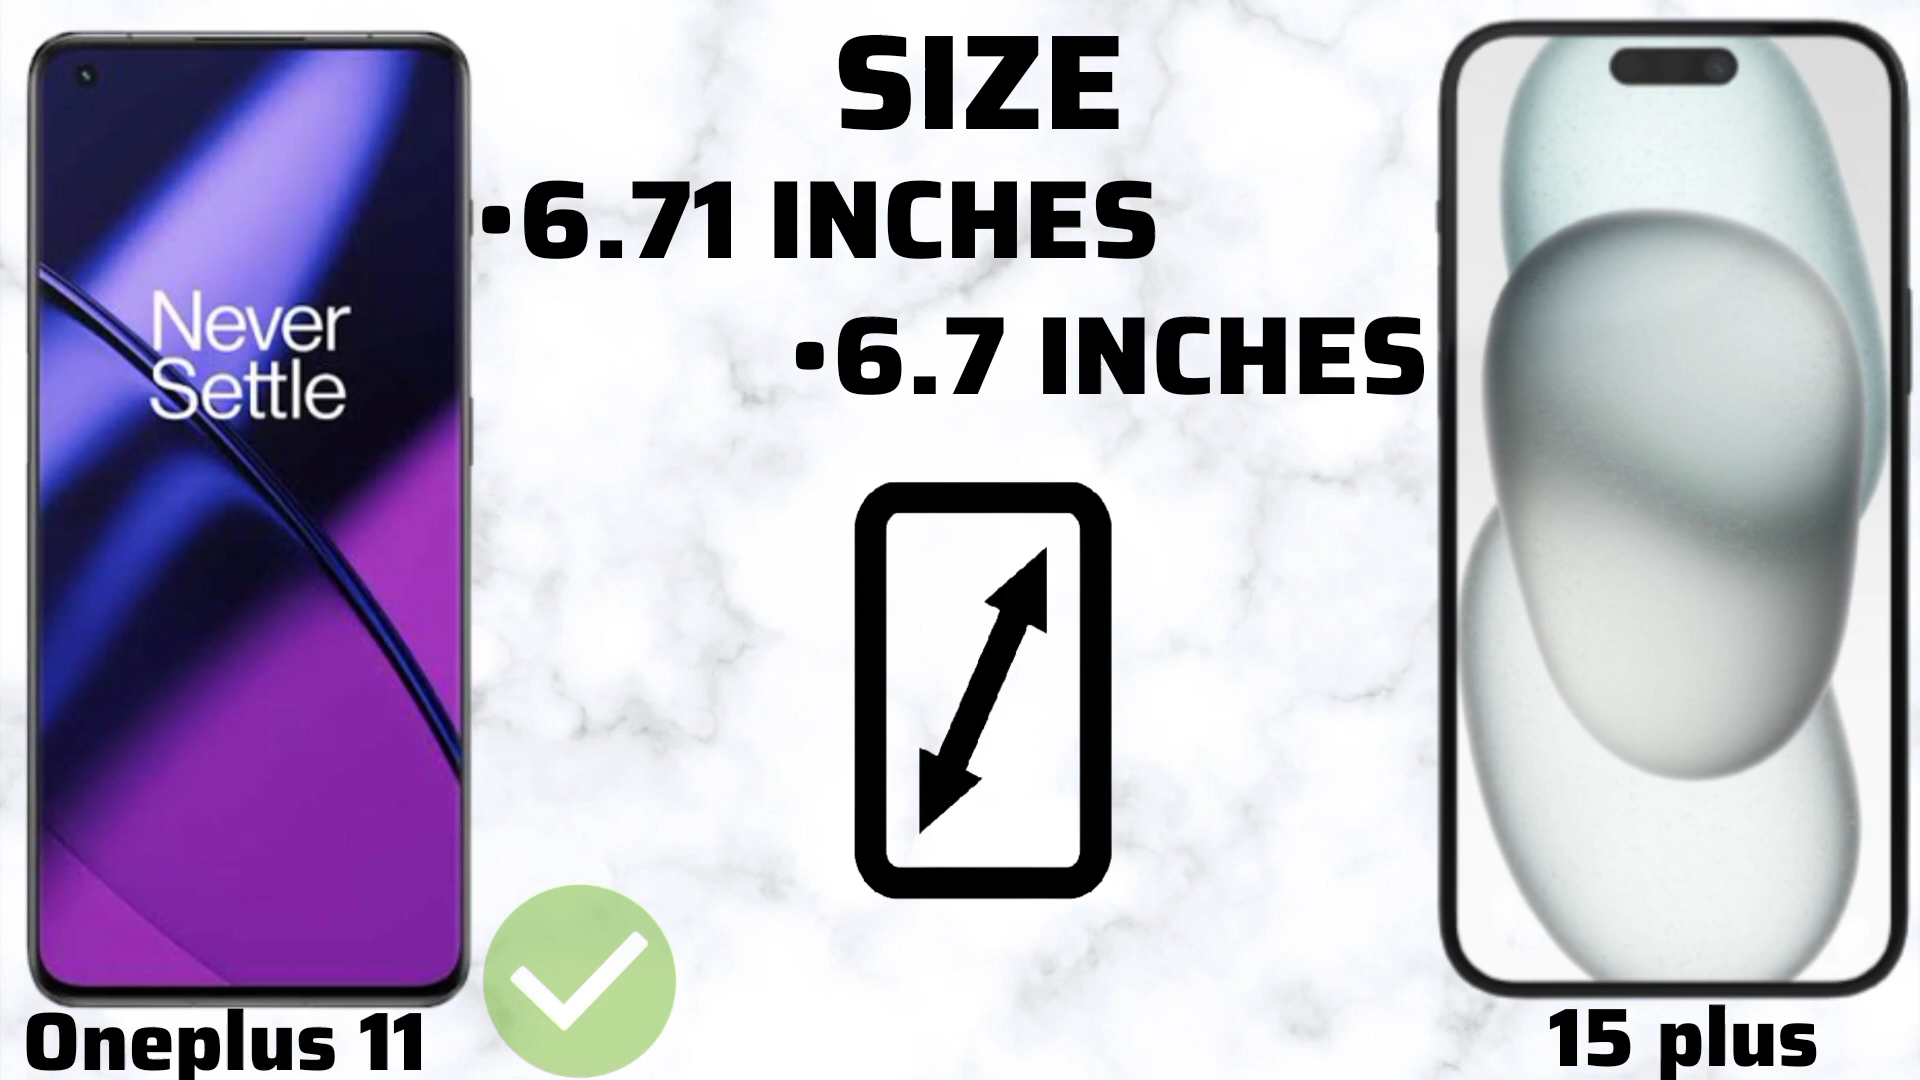 SIZE
•6.71 INCHES
•6.7 INCHES
Never
Settle
Oneplus 11
15 plus